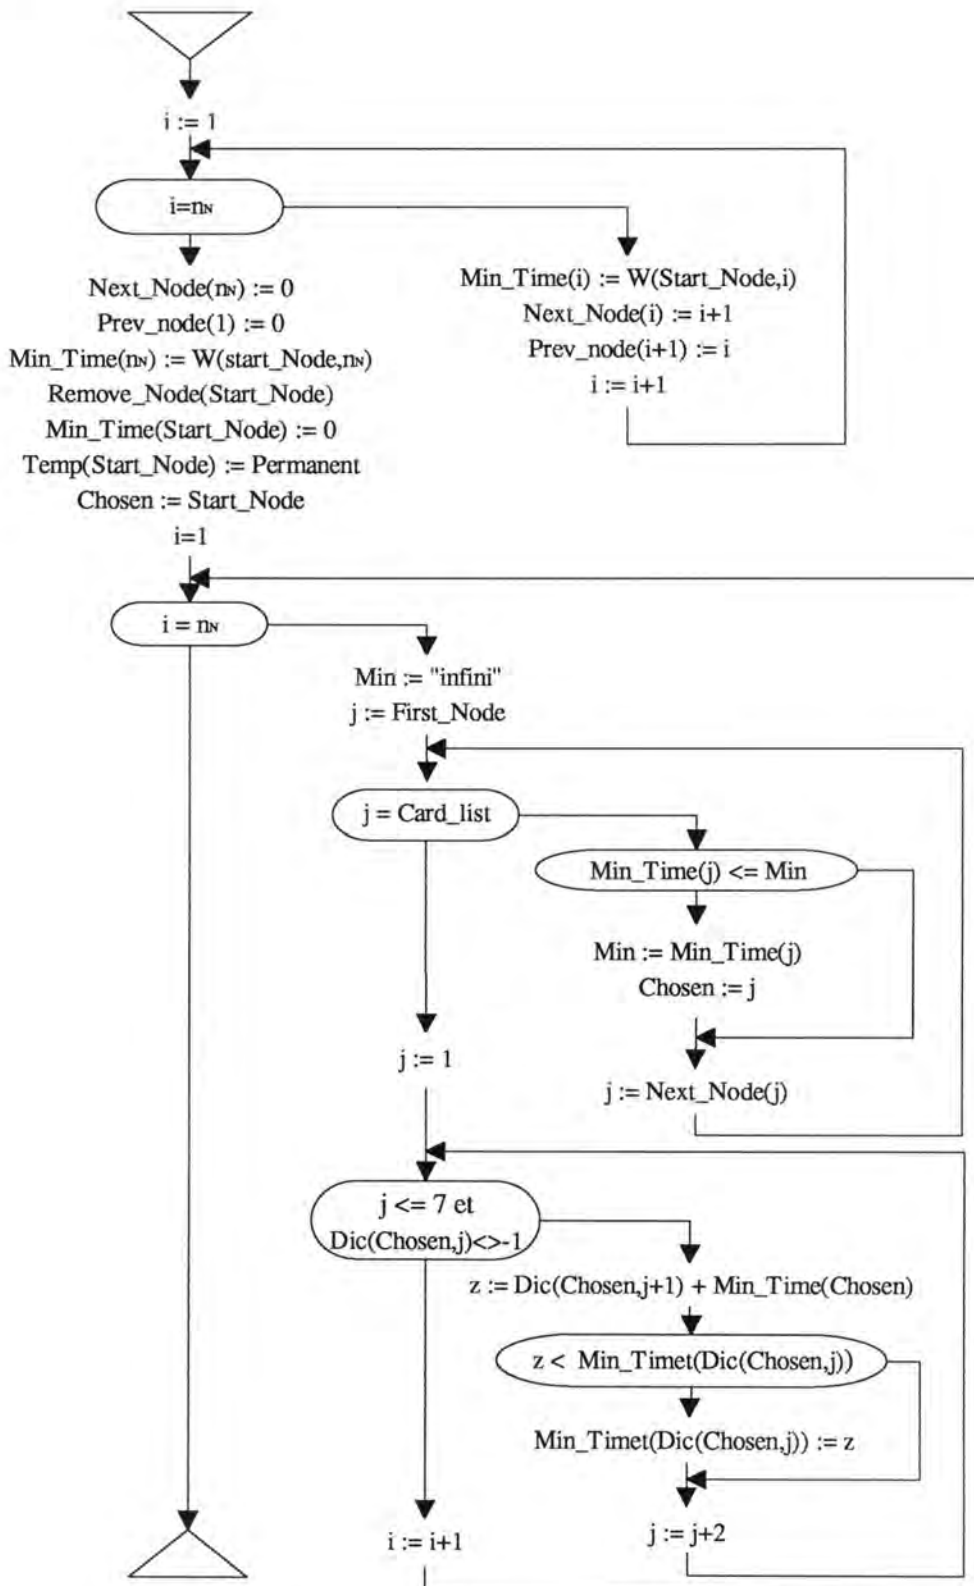 i := 1
i=nN
Next_Node(nN) := 0
Prev_node(1) := 0
Min_Time(nN) := W(start_Node,nN)
Remove_Node(Start_Node)
Min_Time(Start_Node) := 0
Temp(Start_Node) := Permanent
Chosen := Start_Node
i=1
Min_Time(i) := W(Start_Node,i)
Next_Node(i) := i+1
Prev_node(i+1) := i
i := i+1
i = nN
Min := "infini"
j := First_Node
j = Card_list
Min_Time(j) <= Min
Min := Min_Time(j)
Chosen := j
j := Next_Node(j)
j := 1
j <= 7 et
Dic(Chosen,j)<>-1
z := Dic(Chosen,j+1) + Min_Time(Chosen)
z < Min_Timet(Dic(Chosen,j))
Min_Timet(Dic(Chosen,j)) := z
j := j+2
i := i+1